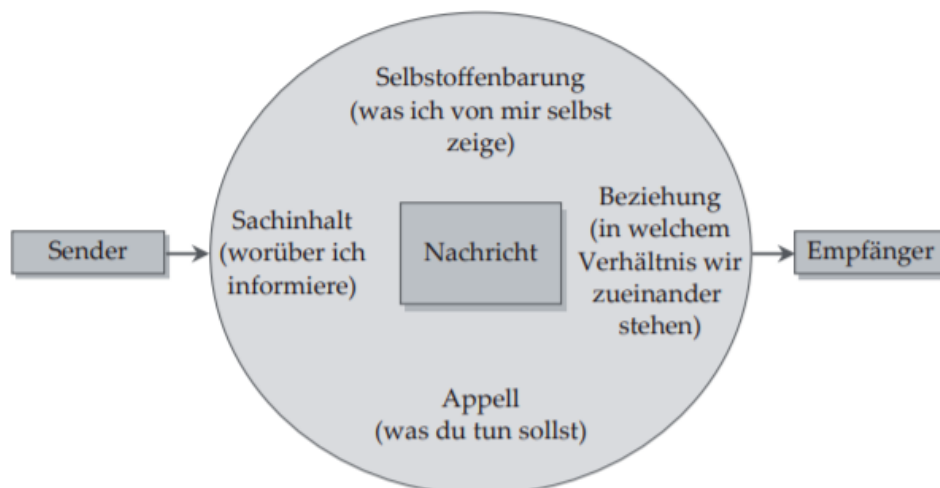 Selbstoffenbarung
(was ich von mir selbst
zeige)
Sender
Sachinhalt
(worüber ich
informiere)
Nachricht
Beziehung
(in welchem
Verhältnis wir
zueinander
stehen)
Empfänger
Appell
(was du tun sollst)